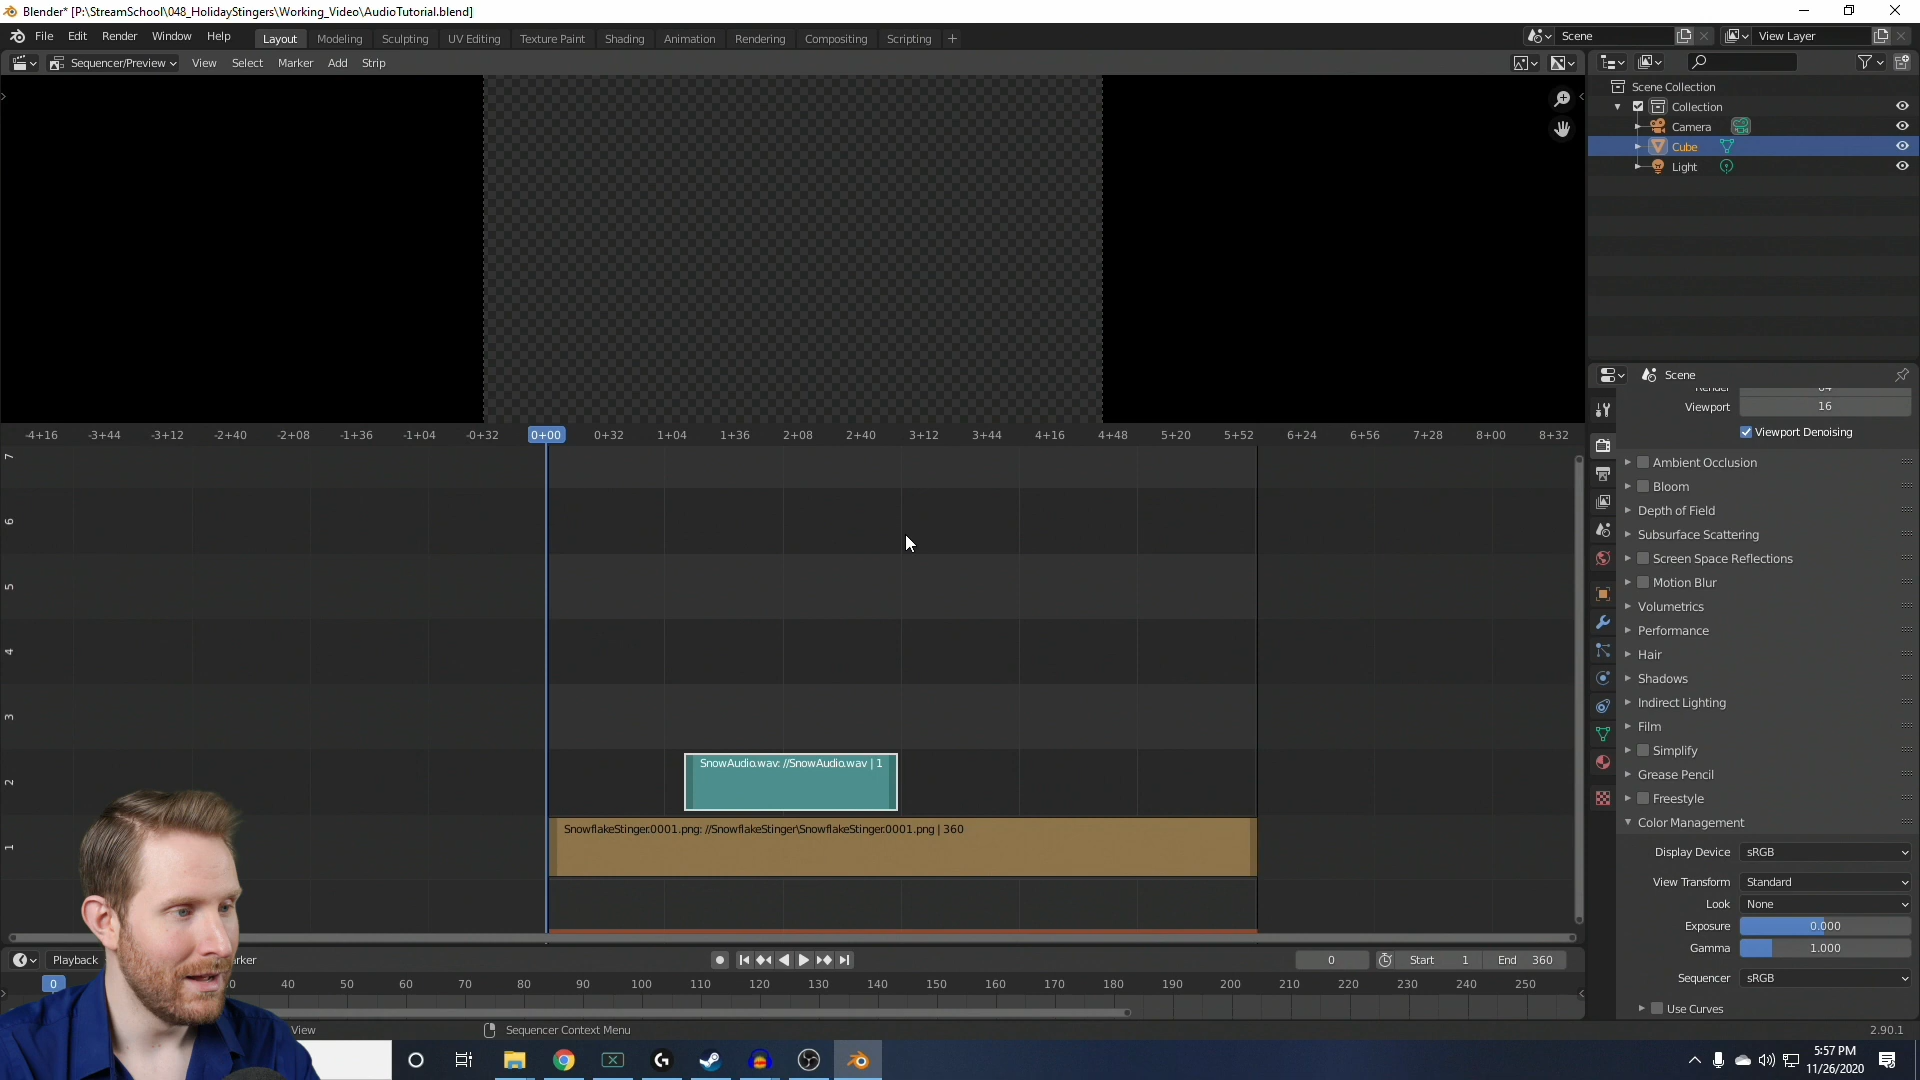 Blender* [P:\StreamSchool\048_HolidayStingers\Working_Video\AudioTutorial.blend]
File Edit Render Window Help Layout Modeling Sculpting UV Editing Texture Paint Shading Animation Rendering Compositing Scripting + Scene View Layer
Sequencer/Preview View Select Marker Add Strip
Scene Collection
Collection
Camera
Cube
Light
Scene
Viewport 16
Viewport Denoising
-4+16 -3+44 -3+12 -2+40 -2+08 -1+36 -1+04 -0+32 0+00 0+32 1+04 1+36 2+08 2+40 3+12 3+44 4+16 4+48 5+20 5+52 6+24 6+56 7+28 8+00 8+32
7
6
5
4
3
2
1
SnowAudio.wav: //SnowAudio.wav | 1
SnowflakeStinger.0001.png: //SnowflakeStinger\SnowflakeStinger.0001.png | 360
Ambient Occlusion
Bloom
Depth of Field
Subsurface Scattering
Screen Space Reflections
Motion Blur
Volumetrics
Performance
Hair
Shadows
Indirect Lighting
Film
Simplify
Grease Pencil
Freestyle
Color Management
Display Device sRGB
View Transform Standard
Look None
Exposure 0.000
Gamma 1.000
Sequencer sRGB
Use Curves
Playback 0 Start 1 End 360
0 40 50 60 70 80 90 100 110 120 130 140 150 160 170 180 190 200 210 220 230 240 250
View Sequencer Context Menu 2.90.1
5:57 PM
11/26/2020